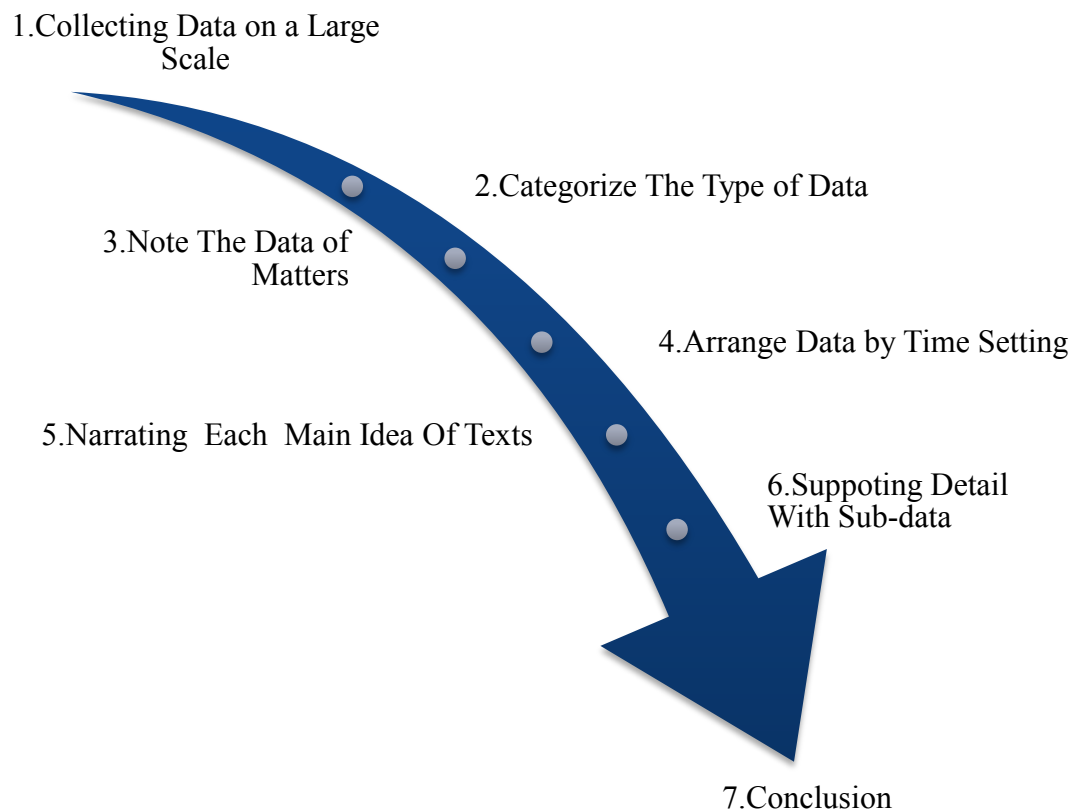 1.Collecting Data on a Large
Scale
2.Categorize The Type of Data
3.Note The Data of
Matters
4.Arrange Data by Time Setting
5.Narrating Each Main Idea Of Texts
6.Suppoting Detail
With Sub-data
7.Conclusion